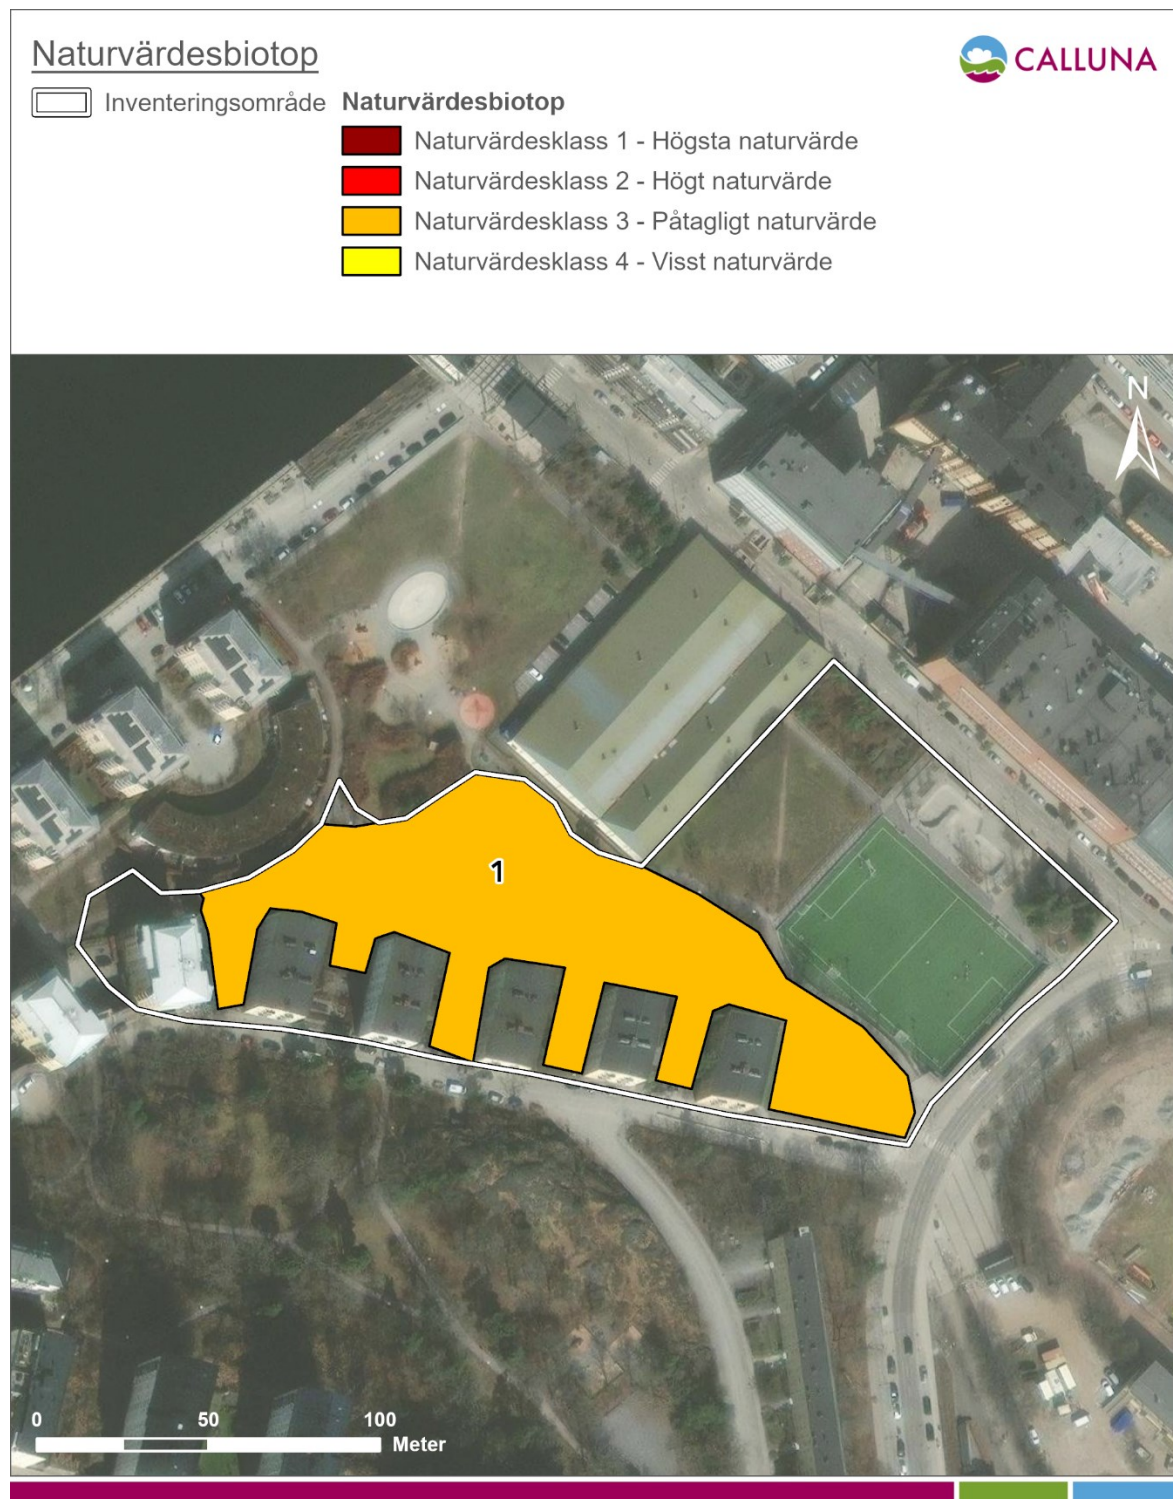 Naturvärdesbiotop
CALLUNA
Inventeringsområde
Naturvärdesbiotop
Naturvärdesklass 1 - Högsta naturvärde
Naturvärdesklass 2 - Högt naturvärde
Naturvärdesklass 3 - Påtagligt naturvärde
Naturvärdesklass 4 - Visst naturvärde
N
1
0 50 100
Meter